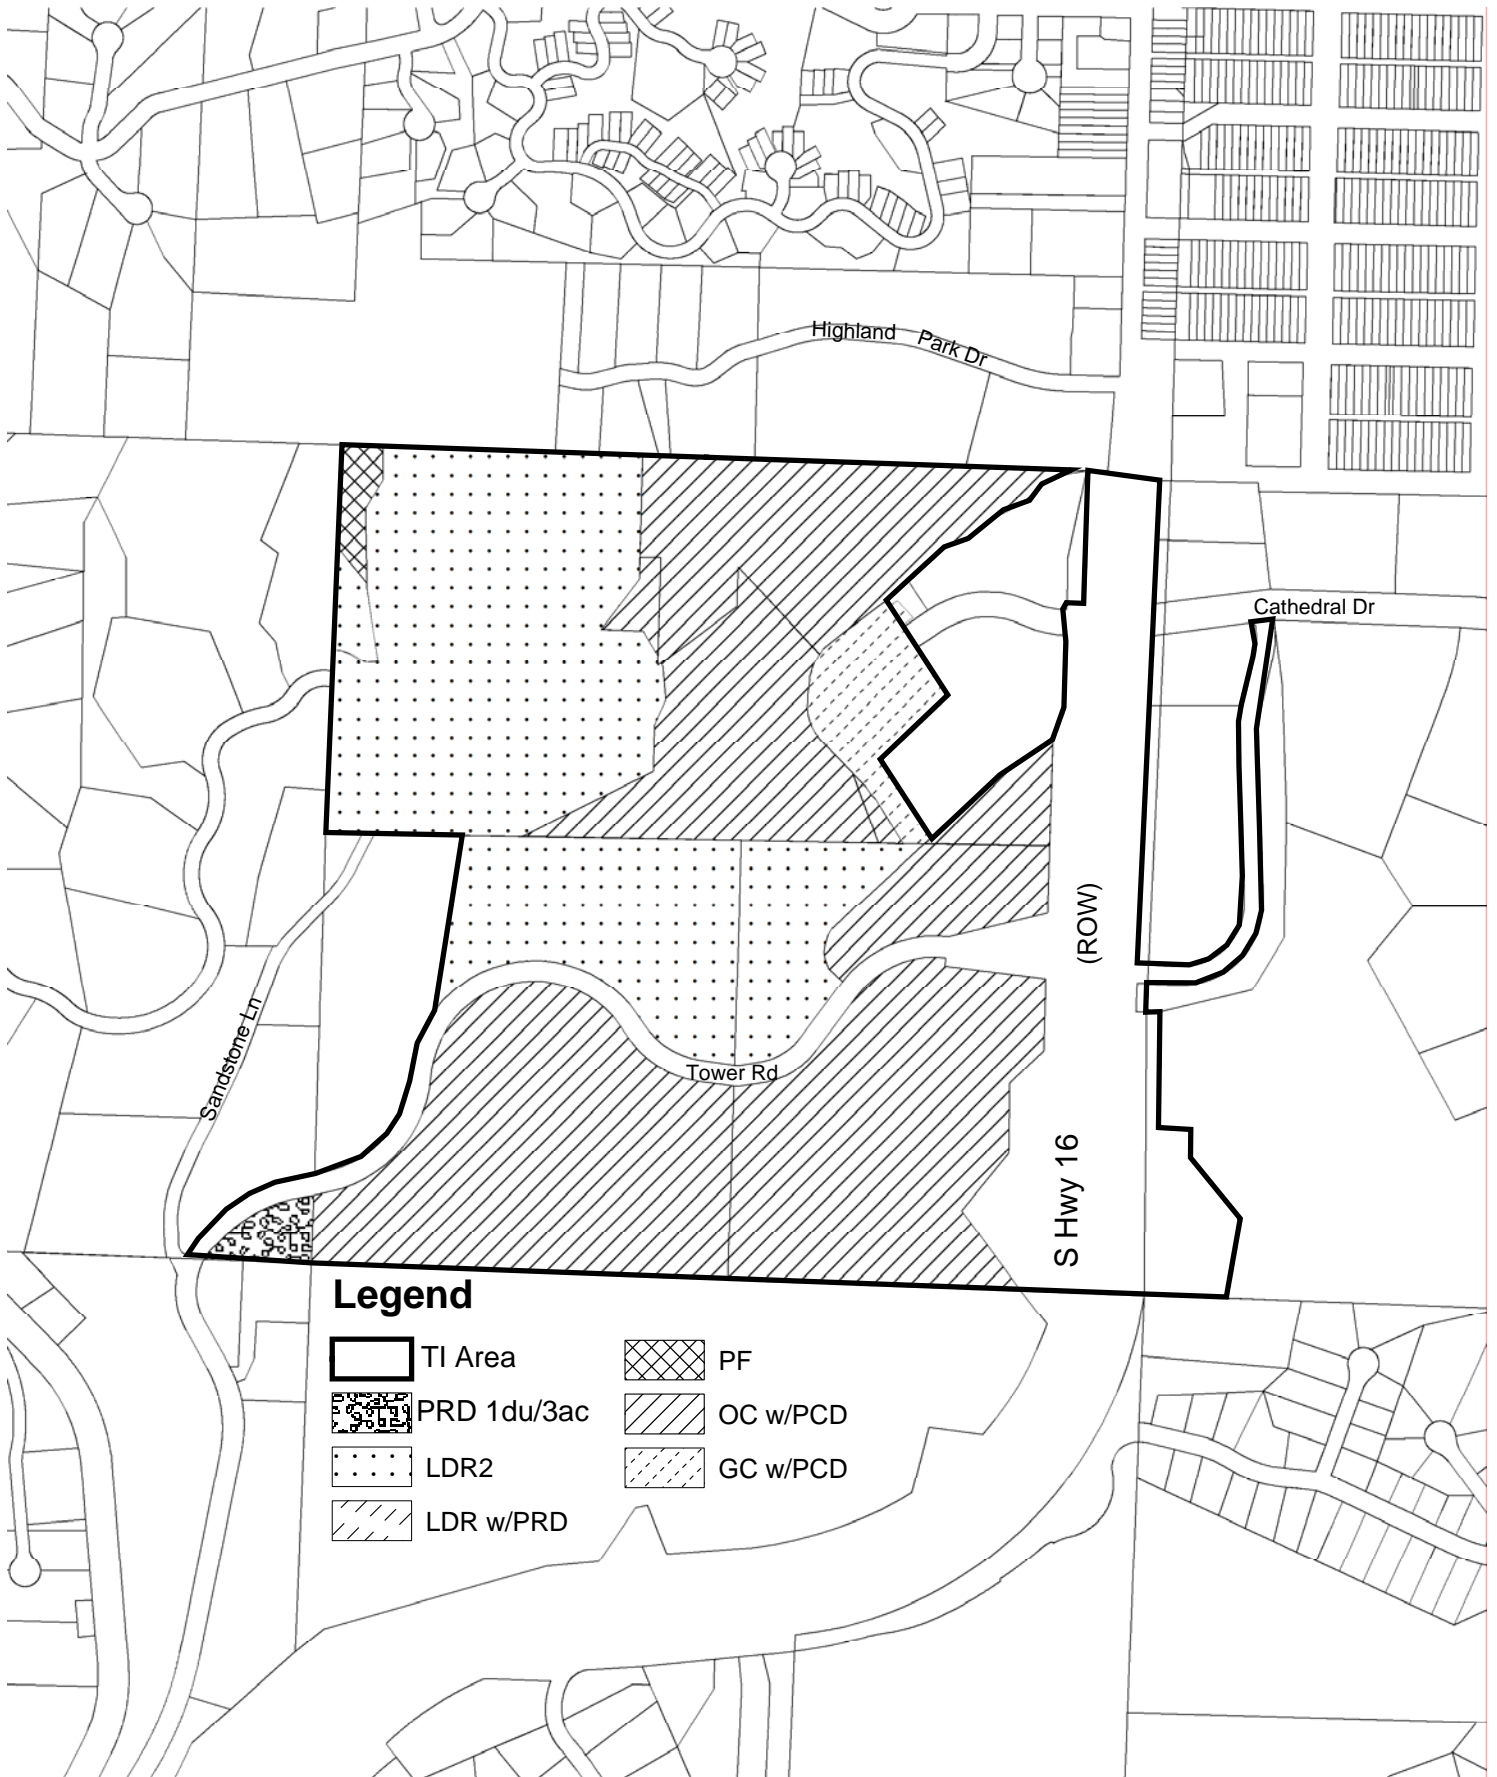 Highland Park Dr
Cathedral Dr
(ROW)
Sandstone Ln
Tower Rd
S Hwy 16
Legend
TI Area
PRD 1du/3ac
LDR2
LDR w/PRD
PF
OC w/PCD
GC w/PCD